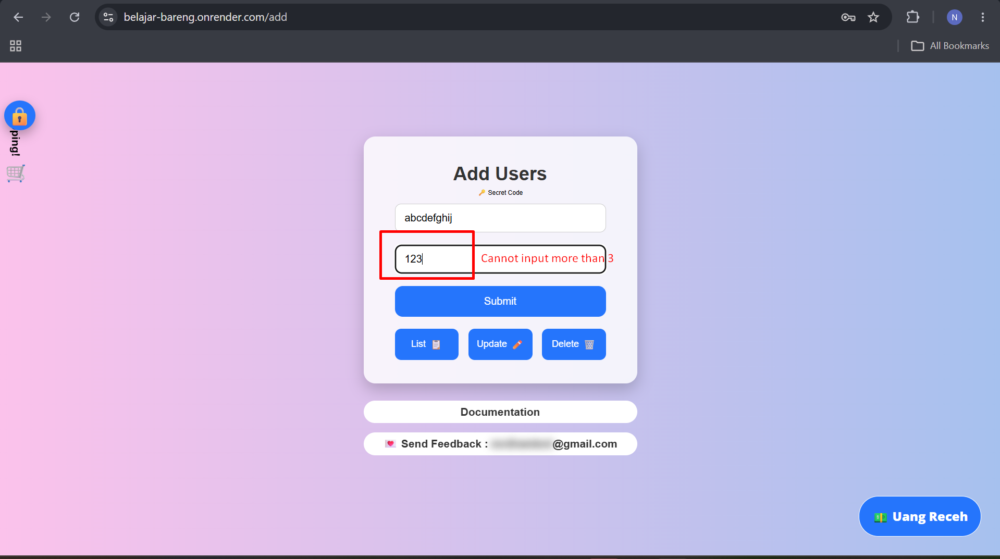 belajar-bareng.onrender.com/add
N
All Bookmarks
ping!
Add Users
Secret Code
abcdefghij
123
Cannot input more than 3
Submit
List
Update
Delete
Documentation
Send Feedback : @gmail.com
Uang Receh